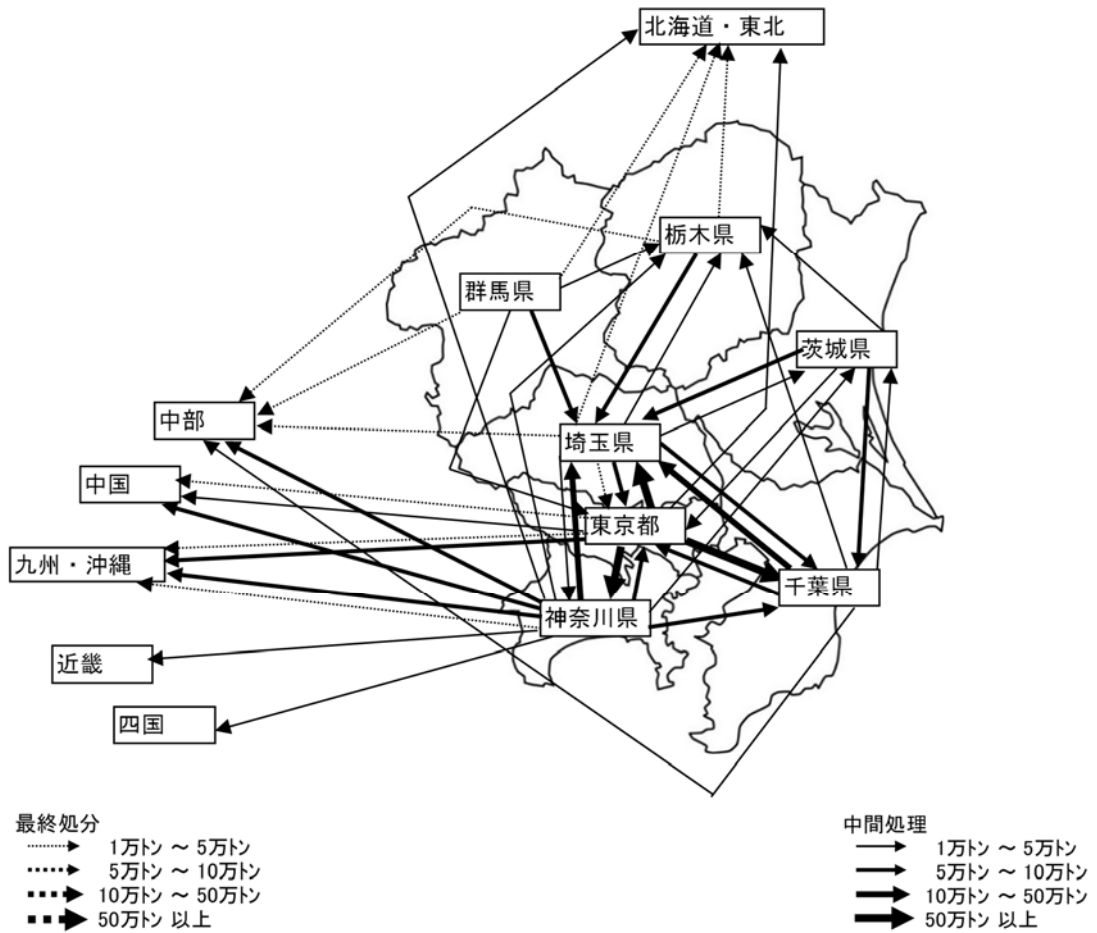 北海道・東北
栃木県
群馬県
茨城県
中部
埼玉県
中国
東京都
九州・沖縄
千葉県
神奈川県
近畿
四国
最終処分
1万トン ～ 5万トン
5万トン ～ 10万トン
10万トン ～ 50万トン
50万トン 以上
中間処理
1万トン ～ 5万トン
5万トン ～ 10万トン
10万トン ～ 50万トン
50万トン 以上